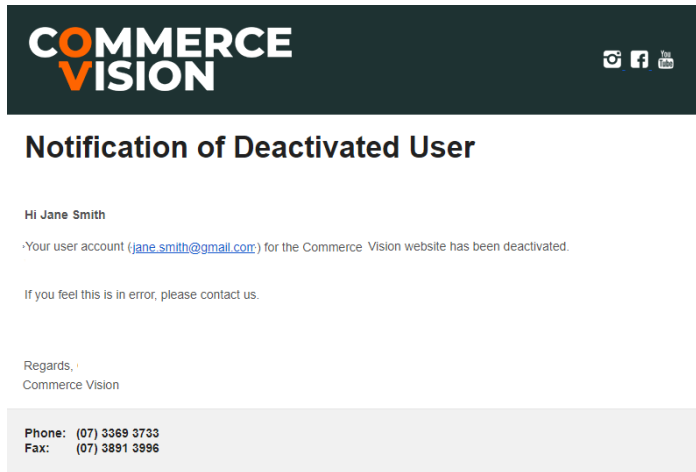 COMMERCE
VISION
You
Tube
Notification of Deactivated User
Hi Jane Smith
Your user account (jane.smith@gmail.com) for the Commerce Vision website has been deactivated.
If you feel this is in error, please contact us.
Regards,
Commerce Vision
Phone: (07) 3369 3733
Fax: (07) 3891 3996